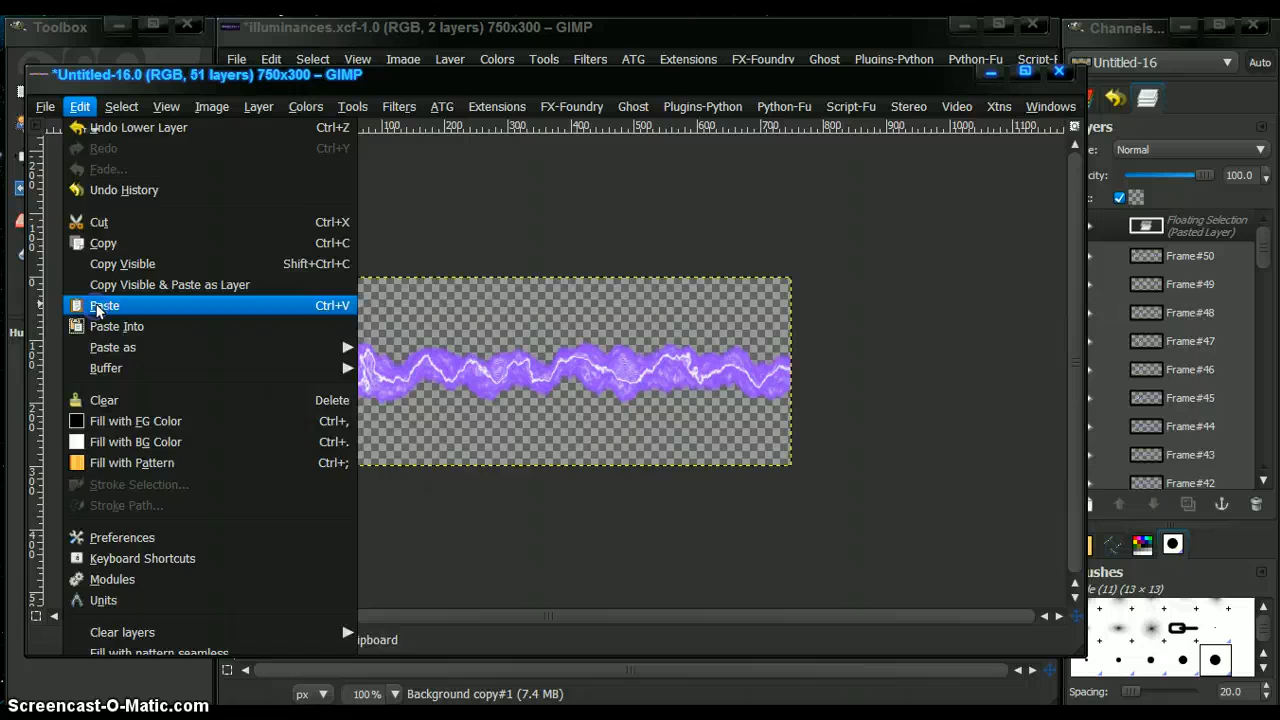 Toolbox
*illuminances.xcf-1.0 (RGB, 2 layers) 750x300 – GIMP
Channels...
File Edit Select View Image Layer Colors Tools Filters ATG Extensions FX-Foundry Ghost Plugins-Python Python-Fu Script-F
Untitled-16
Auto
*Untitled-16.0 (RGB, 51 layers) 750x300 – GIMP
File Edit Select View Image Layer Colors Tools Filters ATG Extensions FX-Foundry Ghost Plugins-Python Python-Fu Script-Fu Stereo Video Xtns Windows
100 200 300 400 500 600 700 800 900 1000 1100
Undo Lower Layer Ctrl+Z
Redo Ctrl+Y
Fade...
Undo History
Cut Ctrl+X
Copy Ctrl+C
Copy Visible Shift+Ctrl+C
Copy Visible & Paste as Layer
Paste Ctrl+V
Paste Into
Paste as
Buffer
Clear Delete
Fill with FG Color Ctrl+,
Fill with BG Color Ctrl+.
Fill with Pattern Ctrl+;
Stroke Selection...
Stroke Path...
Preferences
Keyboard Shortcuts
Modules
Units
Clear layers
Fill with pattern seamless
yers
e: Normal
city: 100.0
Floating Selection
(Pasted Layer)
Frame#50
Frame#49
Frame#48
Frame#47
Frame#46
Frame#45
Frame#44
Frame#43
Frame#42
ushes
le (11) (13 × 13)
Spacing: 20.0
Hu
ipboard
px 100 % Background copy#1 (7.4 MB)
Screencast-O-Matic.com